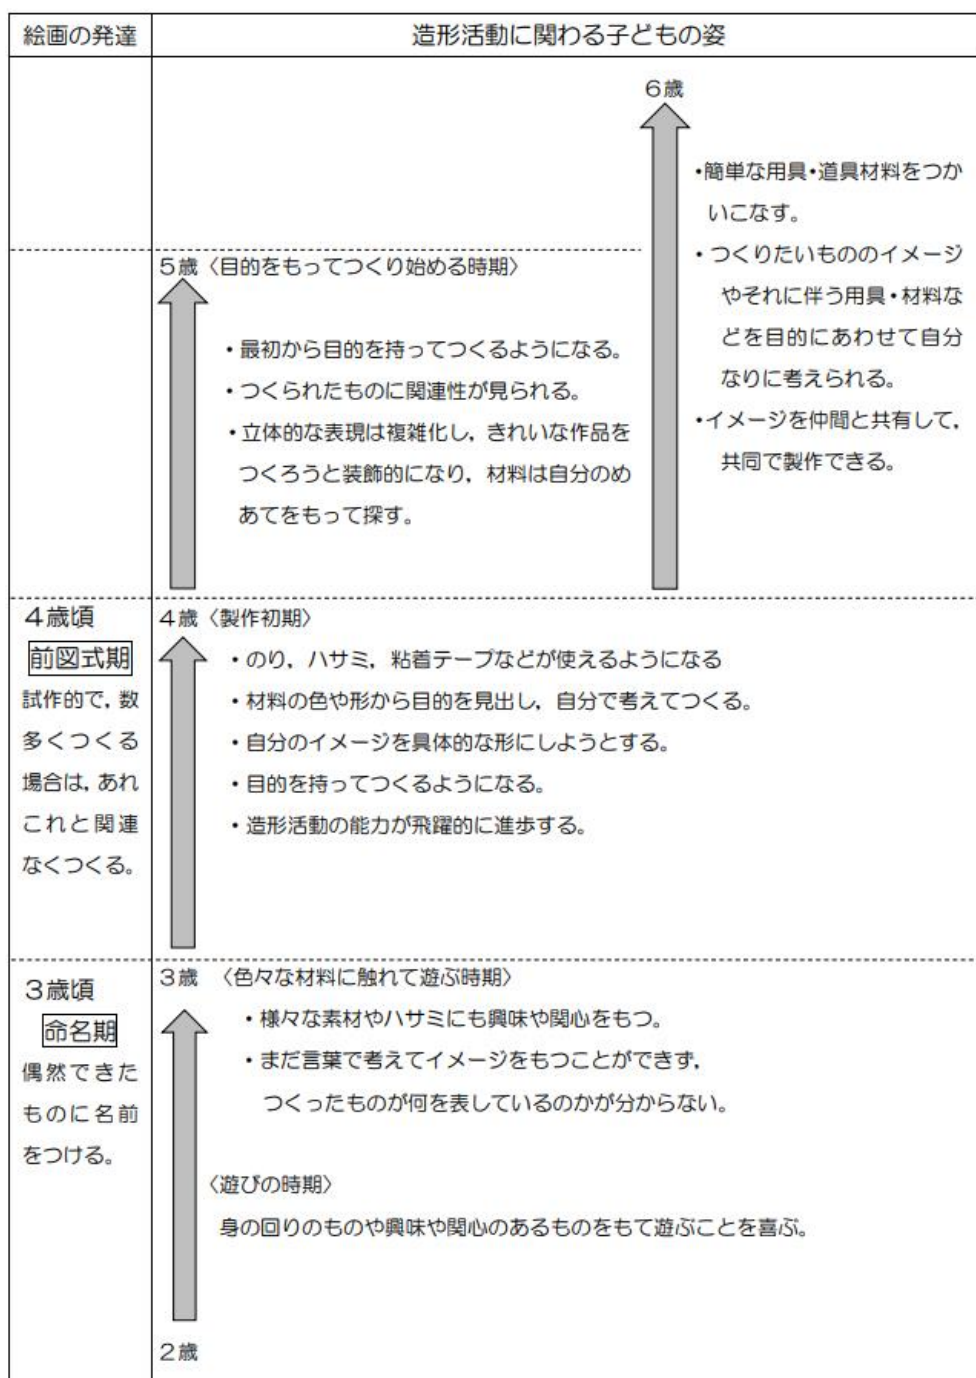 絵画の発達
造形活動に関わる子どもの姿
6歳
・簡単な用具・道具材料をつか
いこなす。
・つくりたいもののイメージ
やそれに伴う用具・材料な
どを目的にあわせて自分
なりに考えられる。
・イメージを仲間と共有して，
共同で製作できる。
5歳〈目的をもってつくり始める時期〉
・最初から目的を持ってつくるようになる。
・つくられたものに関連性が見られる。
・立体的な表現は複雑化し，きれいな作品を
つくろうと装飾的になり，材料は自分のめ
あてをもって探す。
4歳頃
前図式期
試作的で，数
多くつくる
場合は，あれ
これと関連
なくつくる。
4歳〈製作初期〉
・のり，ハサミ，粘着テープなどが使えるようになる
・材料の色や形から目的を見出し，自分で考えてつくる。
・自分のイメージを具体的な形にしようとする。
・目的を持ってつくるようになる。
・造形活動の能力が飛躍的に進歩する。
3歳頃
命名期
偶然できた
ものに名前
をつける。
3歳 〈色々な材料に触れて遊ぶ時期〉
・様々な素材やハサミにも興味や関心をもつ。
・まだ言葉で考えてイメージをもつことができず，
つくったものが何を表しているのかが分からない。
〈遊びの時期〉
身の回りのものや興味や関心のあるものをもて遊ぶことを喜ぶ。
2歳